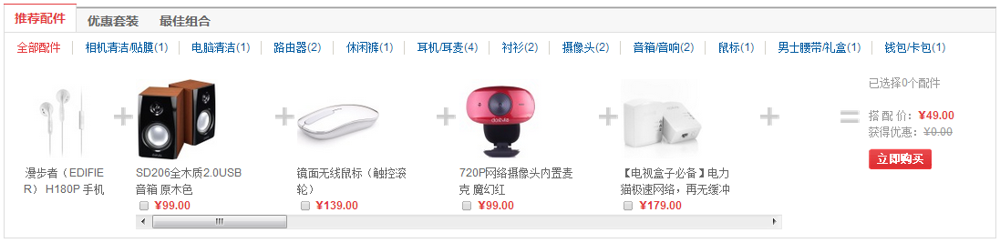 推荐配件 优惠套装 最佳组合
全部配件 相机清洁/贴膜(1) 电脑清洁(1) 路由器(2) 休闲裤(1) 耳机/耳麦(4) 衬衫(2) 摄像头(2) 音箱/音响(2) 鼠标(1) 男士腰带/礼盒(1) 钱包/卡包(1)
漫步者（EDIFIE
R） H180P 手机
SD206全木质2.0USB
音箱 原木色
¥99.00
镜面无线鼠标（触控滚
轮）
¥139.00
720P网络摄像头内置麦
克 魔幻红
¥99.00
【电视盒子必备】电力
猫极速网络，再无缓冲
¥179.00
已选择0个配件
搭 配 价： ¥49.00
获得优惠： ¥0.00
立即购买